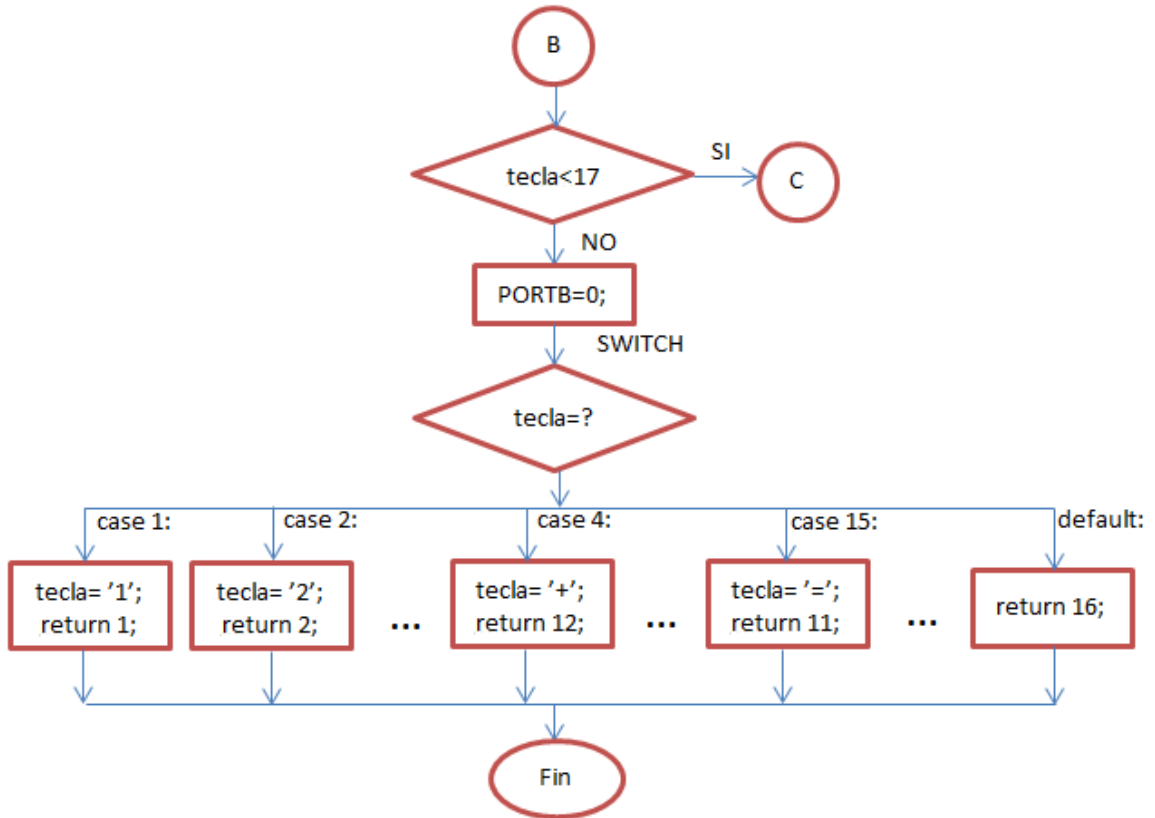 B
tecla<17
SI
C
NO
PORTB=0;
SWITCH
tecla=?
case 1:
case 2:
case 4:
case 15:
default:
tecla= ’1’;
return 1;
tecla= ’2’;
return 2;
...
tecla= ’+’;
return 12;
...
tecla= ’=’;
return 11;
...
return 16;
Fin